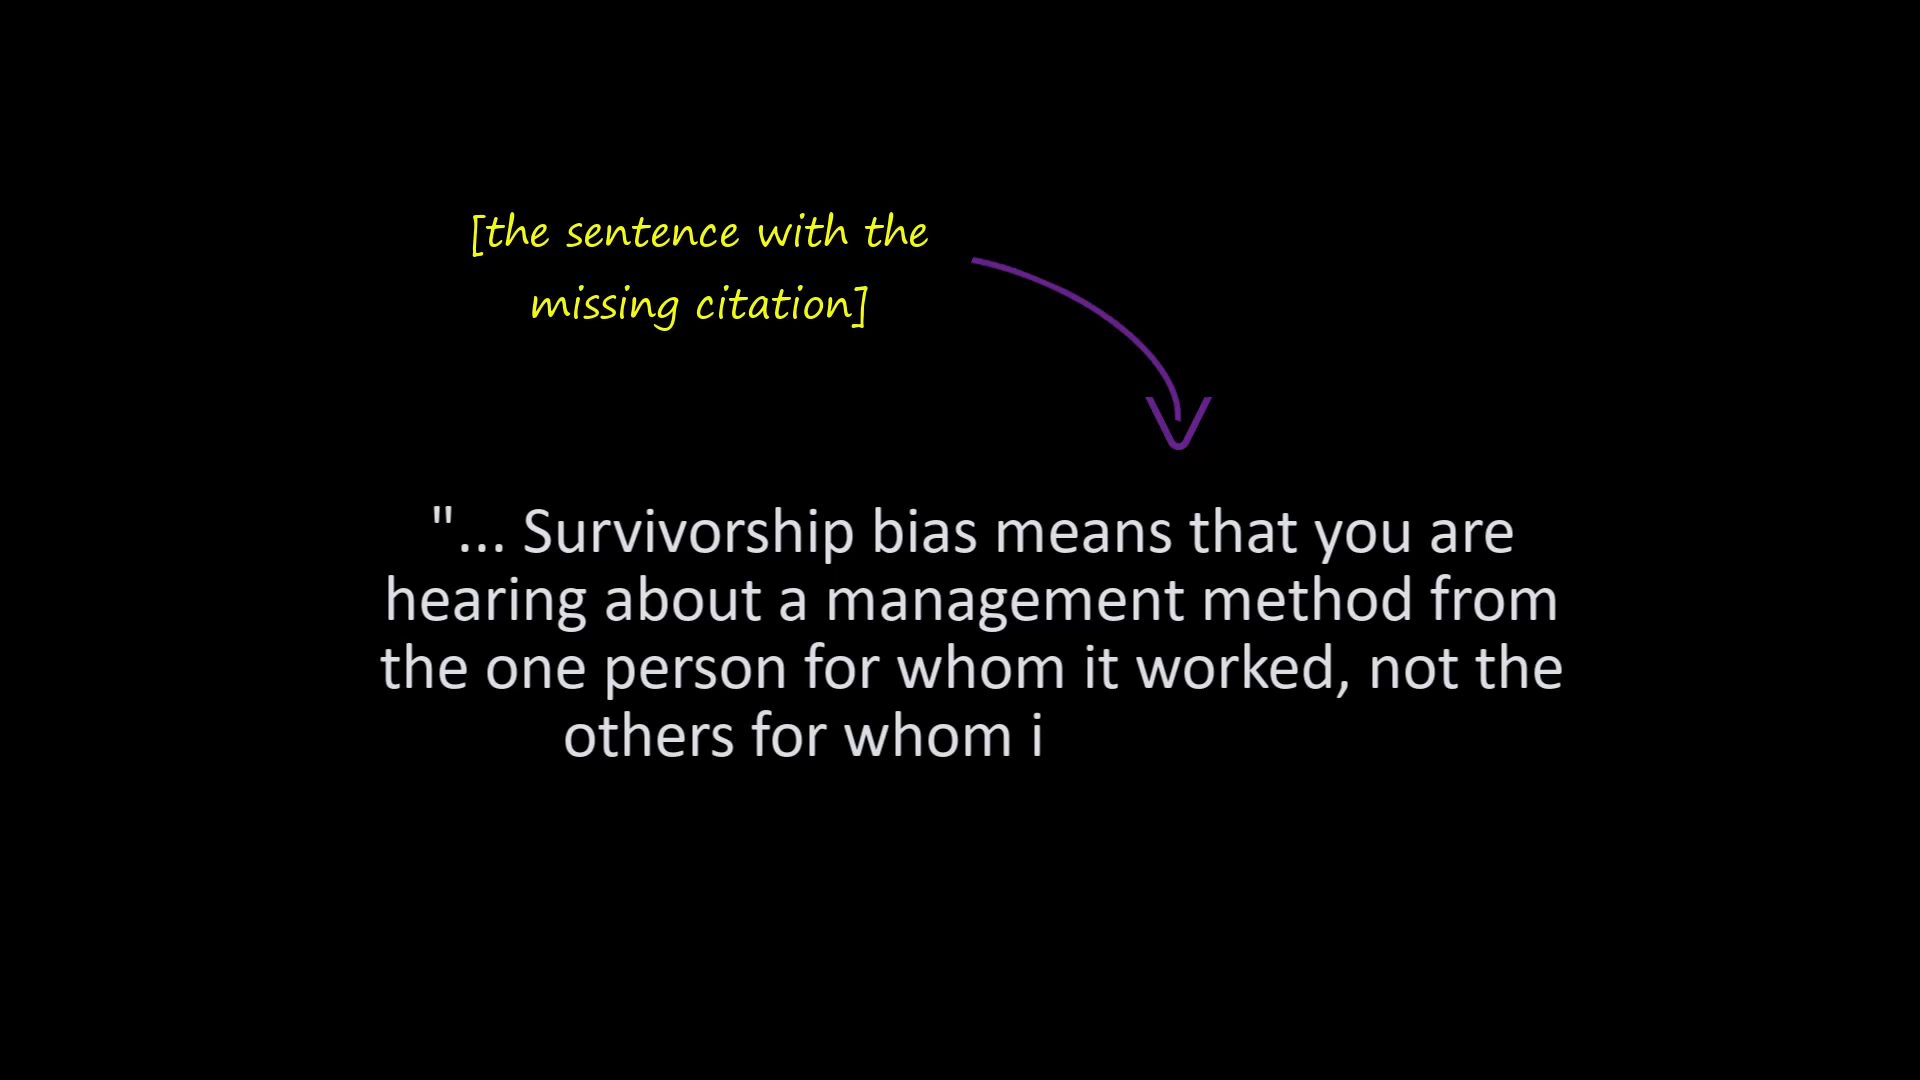 [the sentence with the
missing citation]
"... Survivorship bias means that you are
hearing about a management method from
the one person for whom it worked, not the
others for whom i